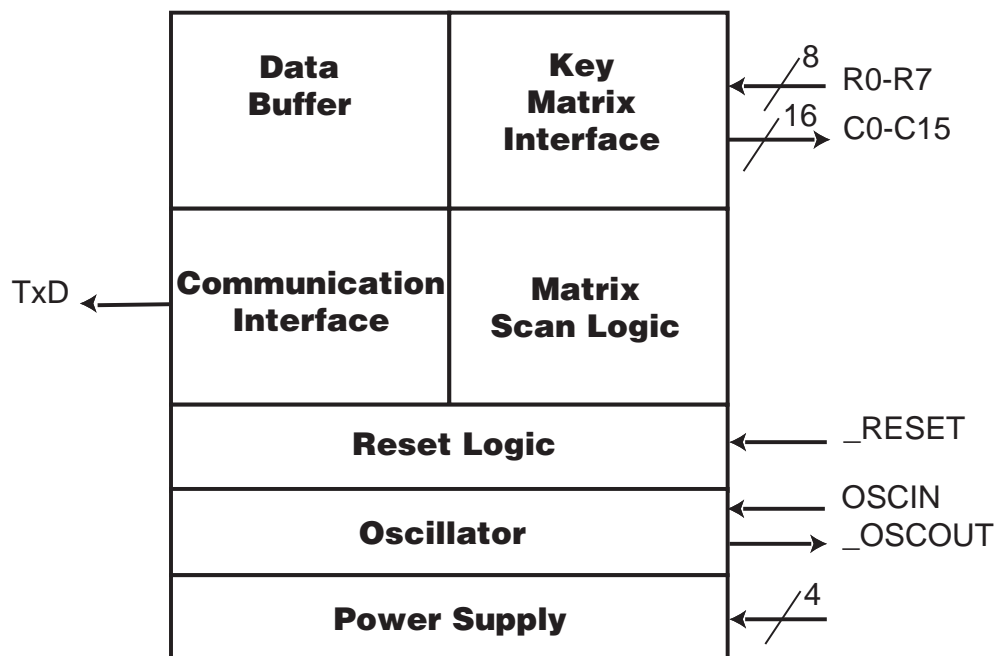 Data
Buffer
Key
Matrix
Interface
8
R0-R7
16
C0-C15
TxD
Communication
Interface
Matrix
Scan Logic
Reset Logic
_RESET
Oscillator
OSCIN
_OSCOUT
Power Supply
4